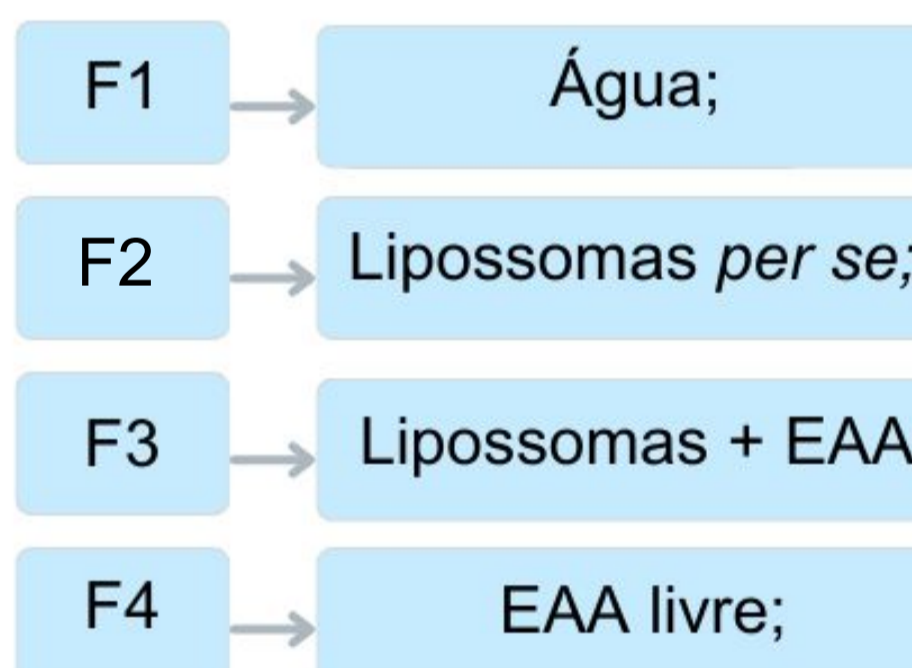 F1 Água;
F2 Lipossomas per se;
F3 Lipossomas + EAA
F4 EAA livre;